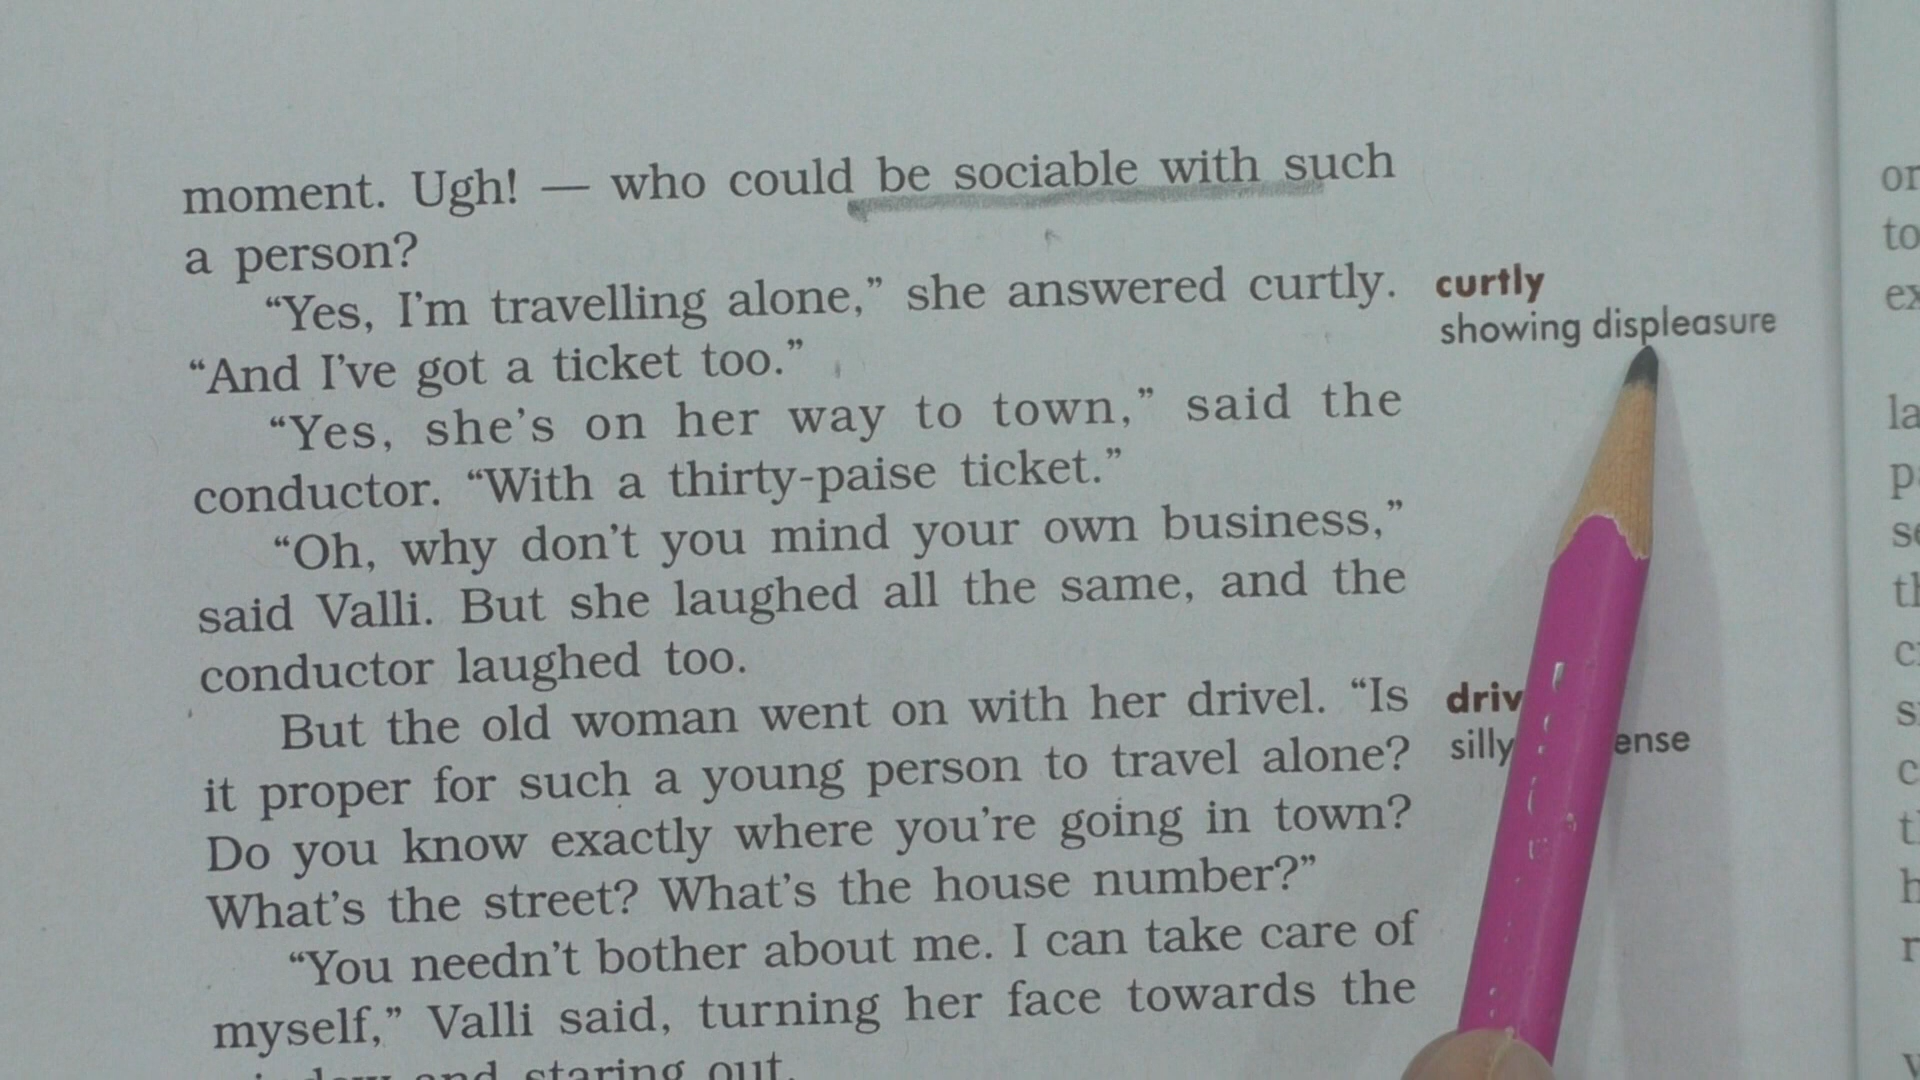 moment. Ugh! — who could be sociable with such
a person?
“Yes, I'm travelling alone,” she answered curtly.
“And I've got a ticket too.”
“Yes, she's on her way to town,” said the
conductor. “With a thirty-paise ticket.”
“Oh, why don't you mind your own business,”
said Valli. But she laughed all the same, and the
conductor laughed too.
But the old woman went on with her drivel. “Is
it proper for such a young person to travel alone?
Do you know exactly where you're going in town?
What's the street? What's the house number?”
“You needn't bother about me. I can take care of
myself,” Valli said, turning her face towards the
and staring out.
curtly
showing displeasure
silly